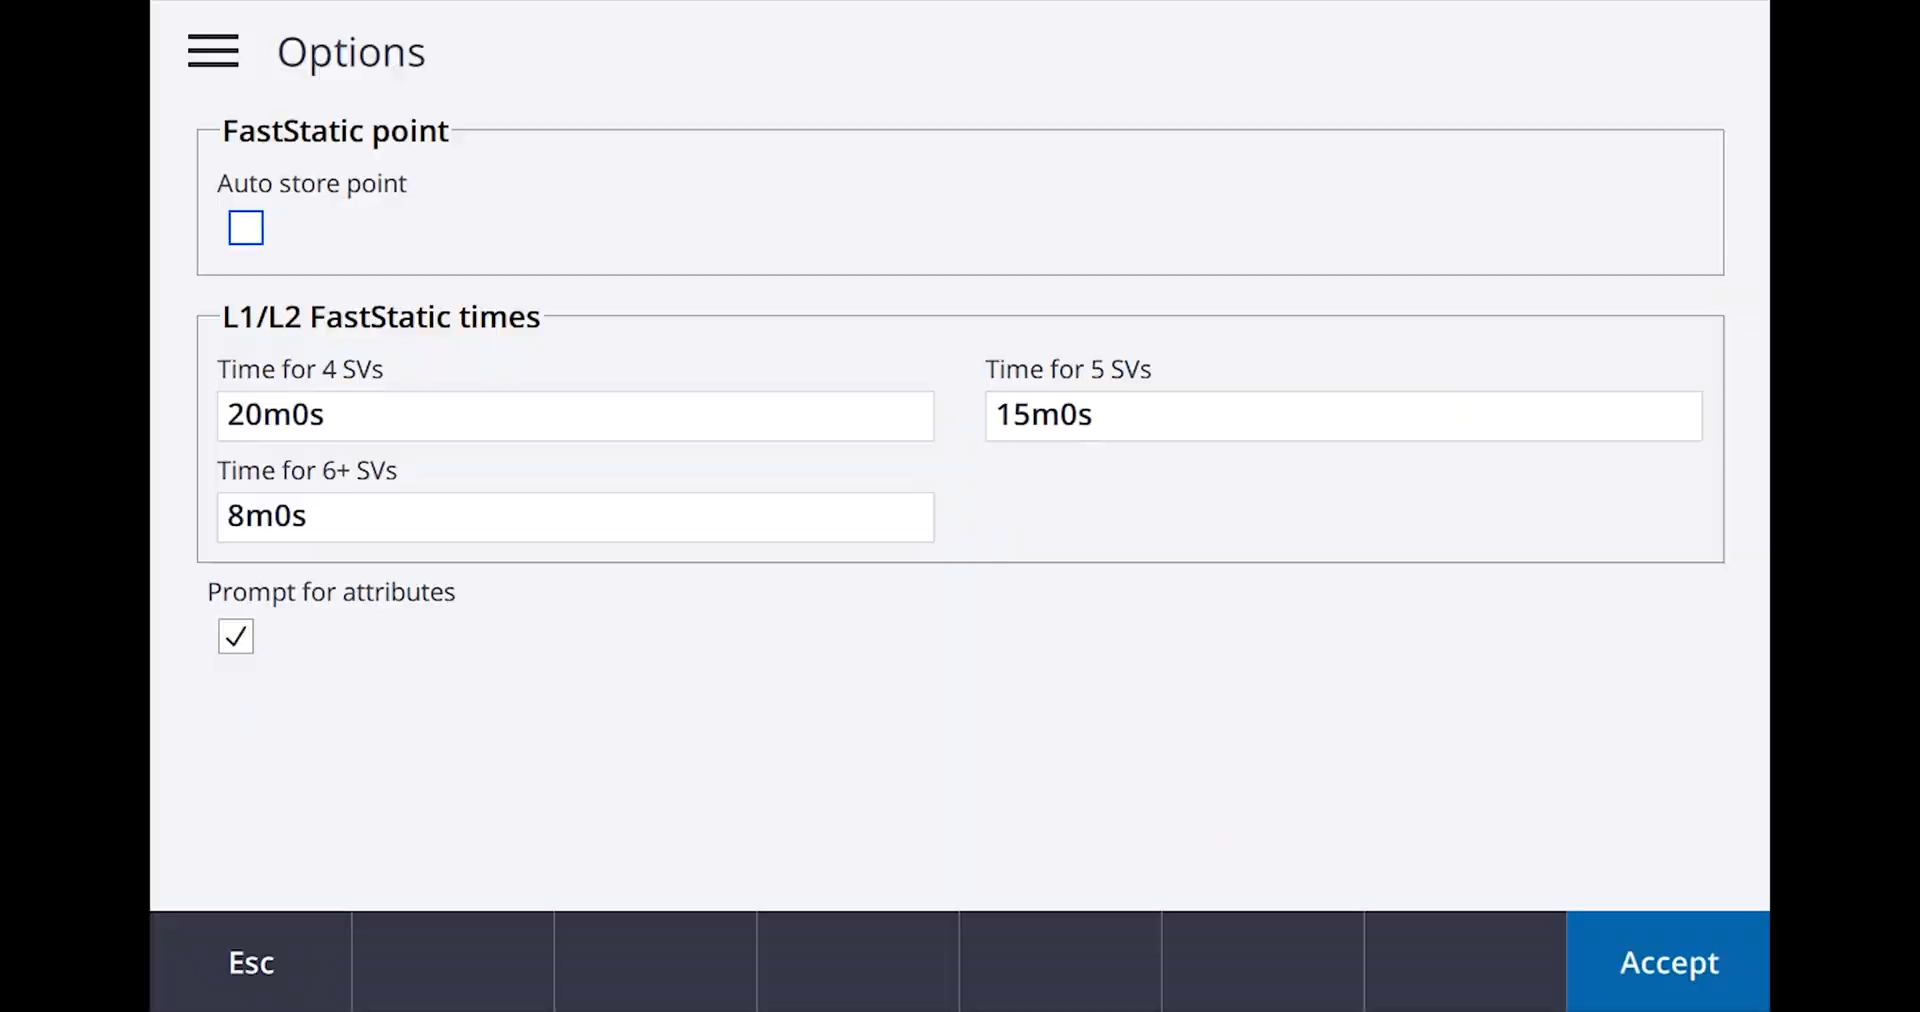 Options
FastStatic point
Auto store point
L1/L2 FastStatic times
Time for 4 SVs
Time for 5 SVs
20m0s
15m0s
Time for 6+ SVs
8m0s
Prompt for attributes
Esc
Accept